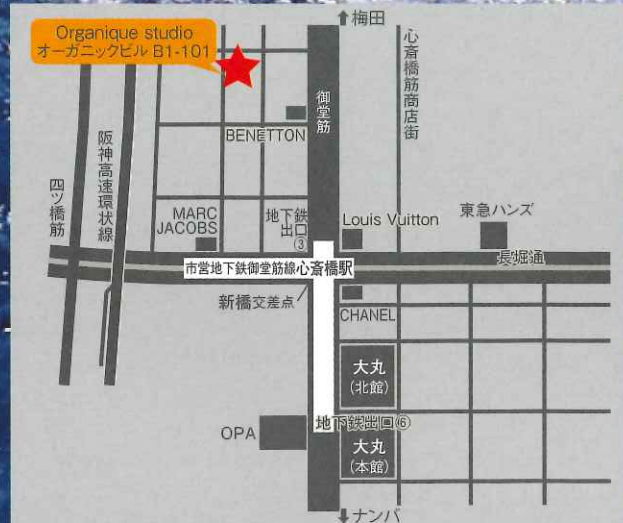 Organique studio
オーガニックビル B1-101
⬆梅田
心斎橋筋商店街
御堂筋
BENETTON
阪神高速環状線
四ツ橋筋
MARC
JACOBS
地下鉄
出口
③
Louis Vuitton
東急ハンズ
市営地下鉄御堂筋線心斎橋駅
長堀通
新橋交差点
CHANEL
大丸
(北館)
地下鉄出口⑥
OPA
大丸
(本館)
⬇ナンバ